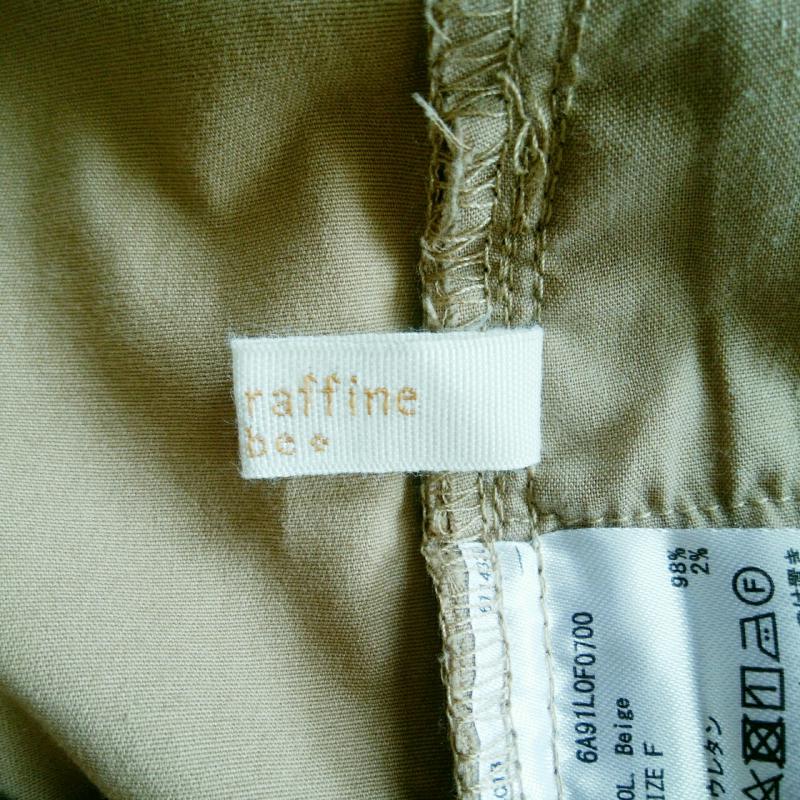 raffine
be
6A91L0F0700
OL. Beige
IZE F
98%
2%
ウレタン
F